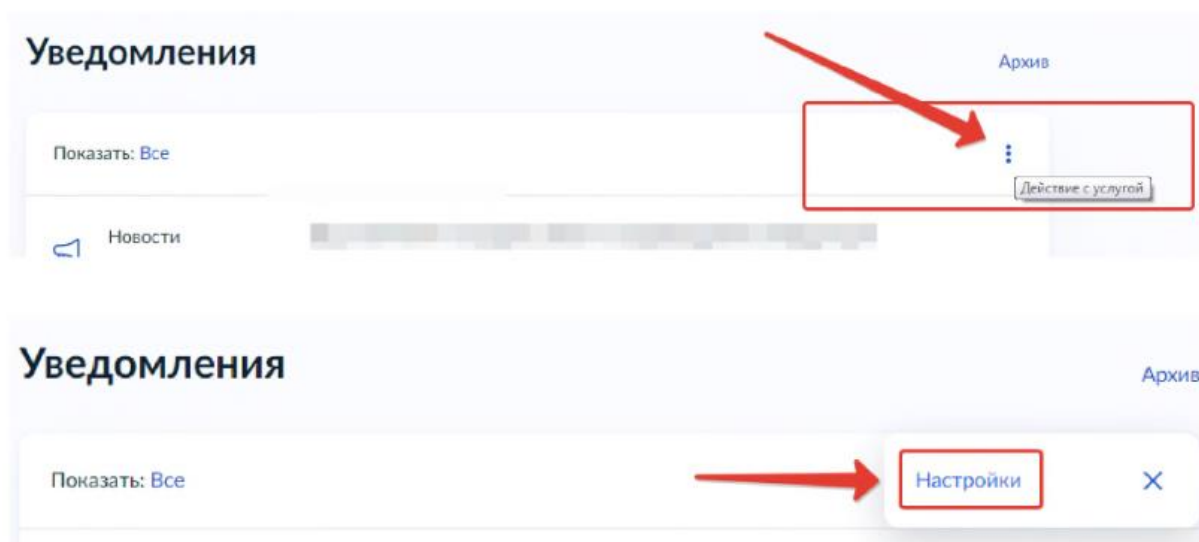 Уведомления
Архив
Показать: Все
Действие с услугой
Новости
Уведомления
Архив
Показать: Все
Настройки